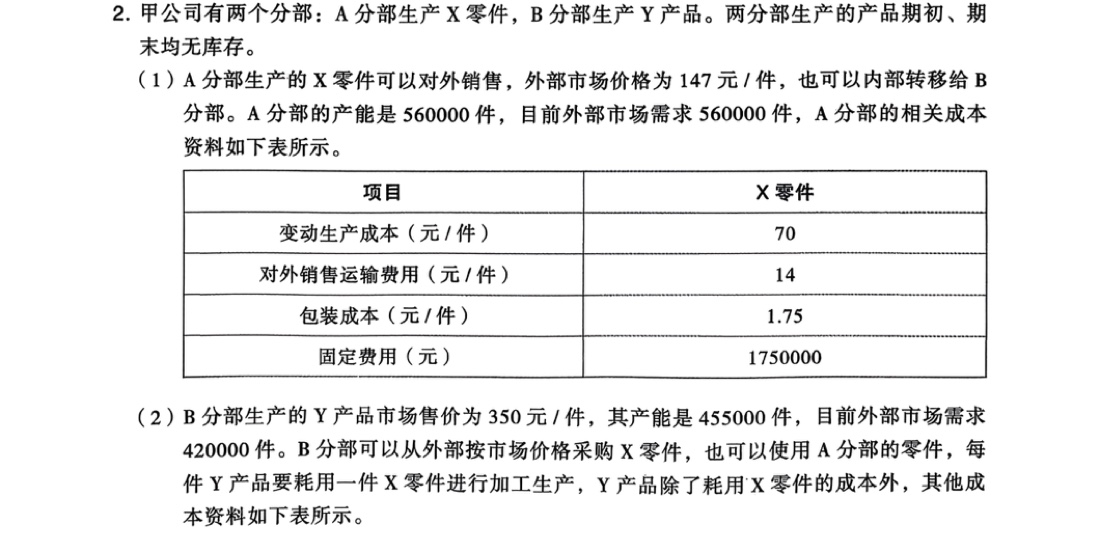 2. 甲公司有两个分部：A 分部生产 X 零件，B 分部生产 Y 产品。两分部生产的产品期初、期
末均无库存。
（1）A 分部生产的 X 零件可以对外销售，外部市场价格为 147 元 / 件，也可以内部转移给 B
分部。A 分部的产能是 560000 件，目前外部市场需求 560000 件，A 分部的相关成本
资料如下表所示。
项目 X 零件
变动生产成本（元 / 件） 70
对外销售运输费用（元 / 件） 14
包装成本（元 / 件） 1.75
固定费用（元） 1750000
（2）B 分部生产的 Y 产品市场售价为 350 元 / 件，其产能是 455000 件，目前外部市场需求
420000 件。B 分部可以从外部按市场价格采购 X 零件，也可以使用 A 分部的零件，每
件 Y 产品要耗用一件 X 零件进行加工生产，Y 产品除了耗用 X 零件的成本外，其他成
本资料如下表所示。